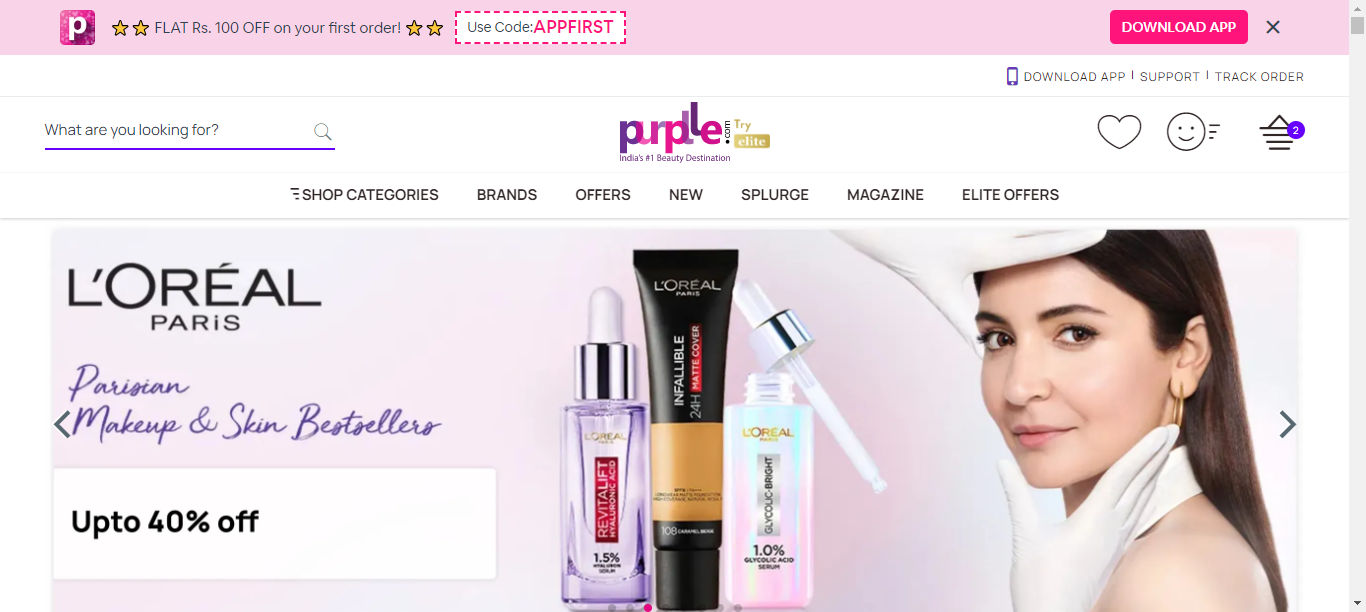 FLAT Rs. 100 OFF on your first order!
Use Code:APPFIRST
DOWNLOAD APP
DOWNLOAD APP
SUPPORT
TRACK ORDER
What are you looking for?
purplle.com
Try
elite
India's #1 Beauty Destination
2
SHOP CATEGORIES
BRANDS
OFFERS
NEW
SPLURGE
MAGAZINE
ELITE OFFERS
L'ORÉAL
PARIS
Parisian
Makeup & Skin Bestsellers
Upto 40% off
L'ORÉAL
PARIS
REVITALIFT
HYALURONIC ACID
1.5%
HYALURON
SERUM
L'ORÉAL
PARIS
INFALLIBLE
24H MATTE COVER
108 CARAMEL BEIGE
L'ORÉAL
PARIS
GLYCOLIC-BRIGHT
1.0%
GLYCOLIC ACID
SERUM